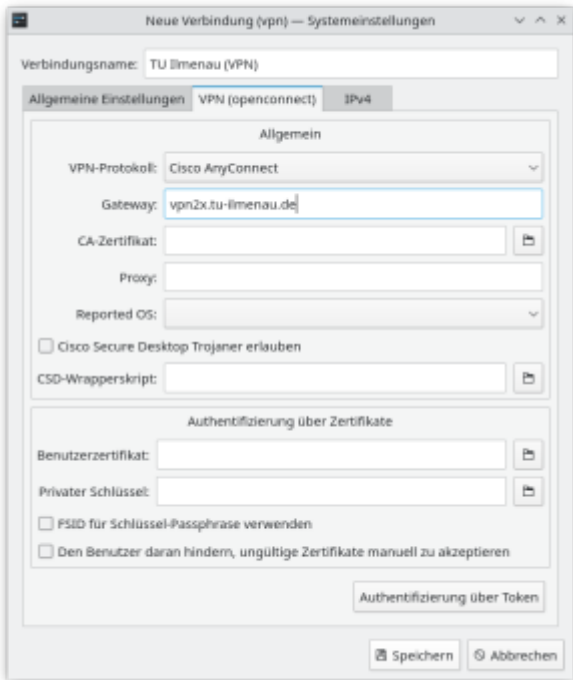 Neue Verbindung (vpn) — Systemeinstellungen
Verbindungsname: TU Ilmenau (VPN)
Allgemeine Einstellungen VPN (openconnect) IPv4
Allgemein
VPN-Protokoll: Cisco AnyConnect
Gateway: vpn2x.tu-ilmenau.de
CA-Zertifikat:
Proxy:
Reported OS:
Cisco Secure Desktop Trojaner erlauben
CSD-Wrapperskript:
Authentifizierung über Zertifikate
Benutzerzertifikat:
Privater Schlüssel:
FSID für Schlüssel-Passphrase verwenden
Den Benutzer daran hindern, ungültige Zertifikate manuell zu akzeptieren
Authentifizierung über Token
Speichern Abbrechen